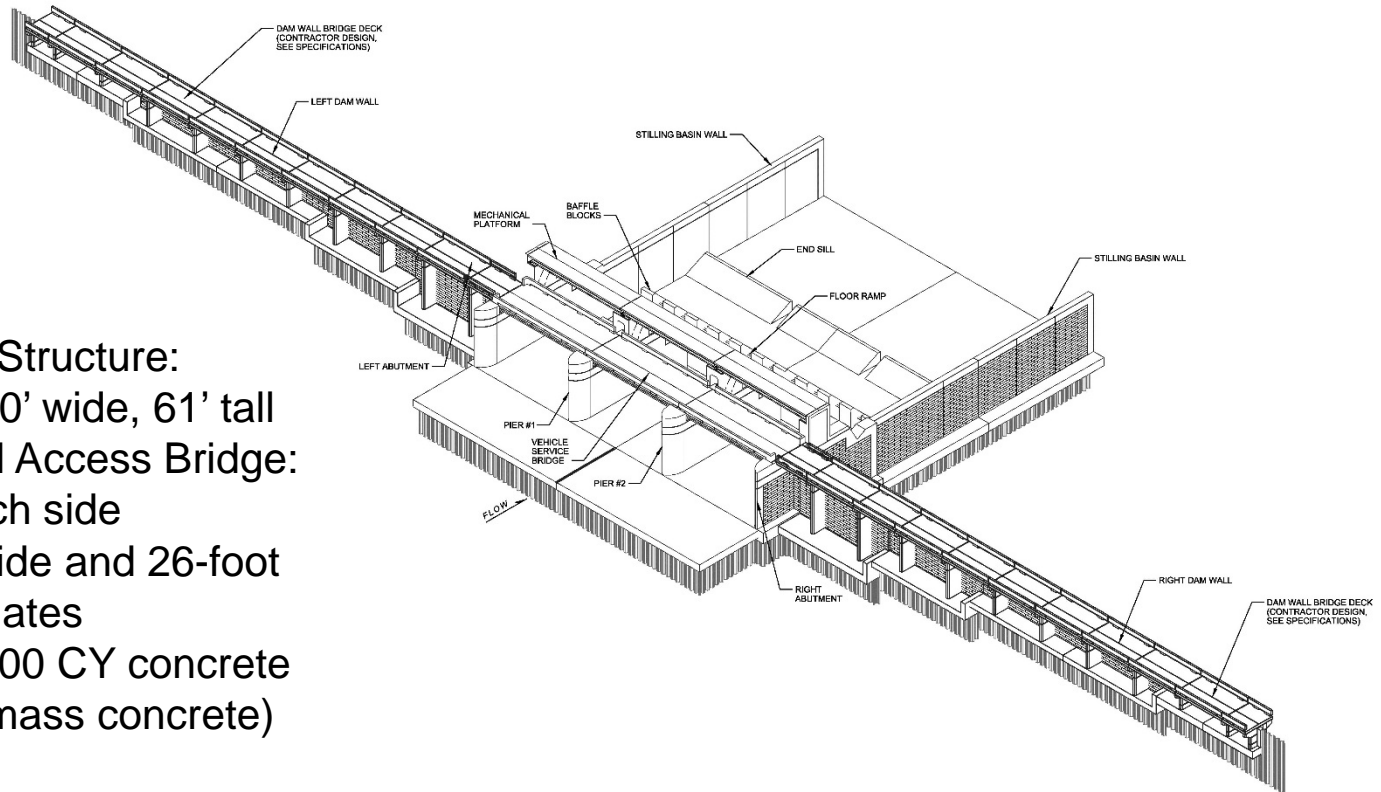 DAM WALL BRIDGE DECK
(CONTRACTOR DESIGN,
SEE SPECIFICATIONS)
LEFT DAM WALL
STILLING BASIN WALL
MECHANICAL
PLATFORM
BAFFLE
BLOCKS
END SILL
STILLING BASIN WALL
FLOOR RAMP
LEFT ABUTMENT
PIER #1
VEHICLE
SERVICE
BRIDGE
PIER #2
FLOW
RIGHT
ABUTMENT
RIGHT DAM WALL
DAM WALL BRIDGE DECK
(CONTRACTOR DESIGN,
SEE SPECIFICATIONS)
Structure:
0’ wide, 61’ tall
Access Bridge:
side
and 26-foot
00 CY concrete
mass concrete)